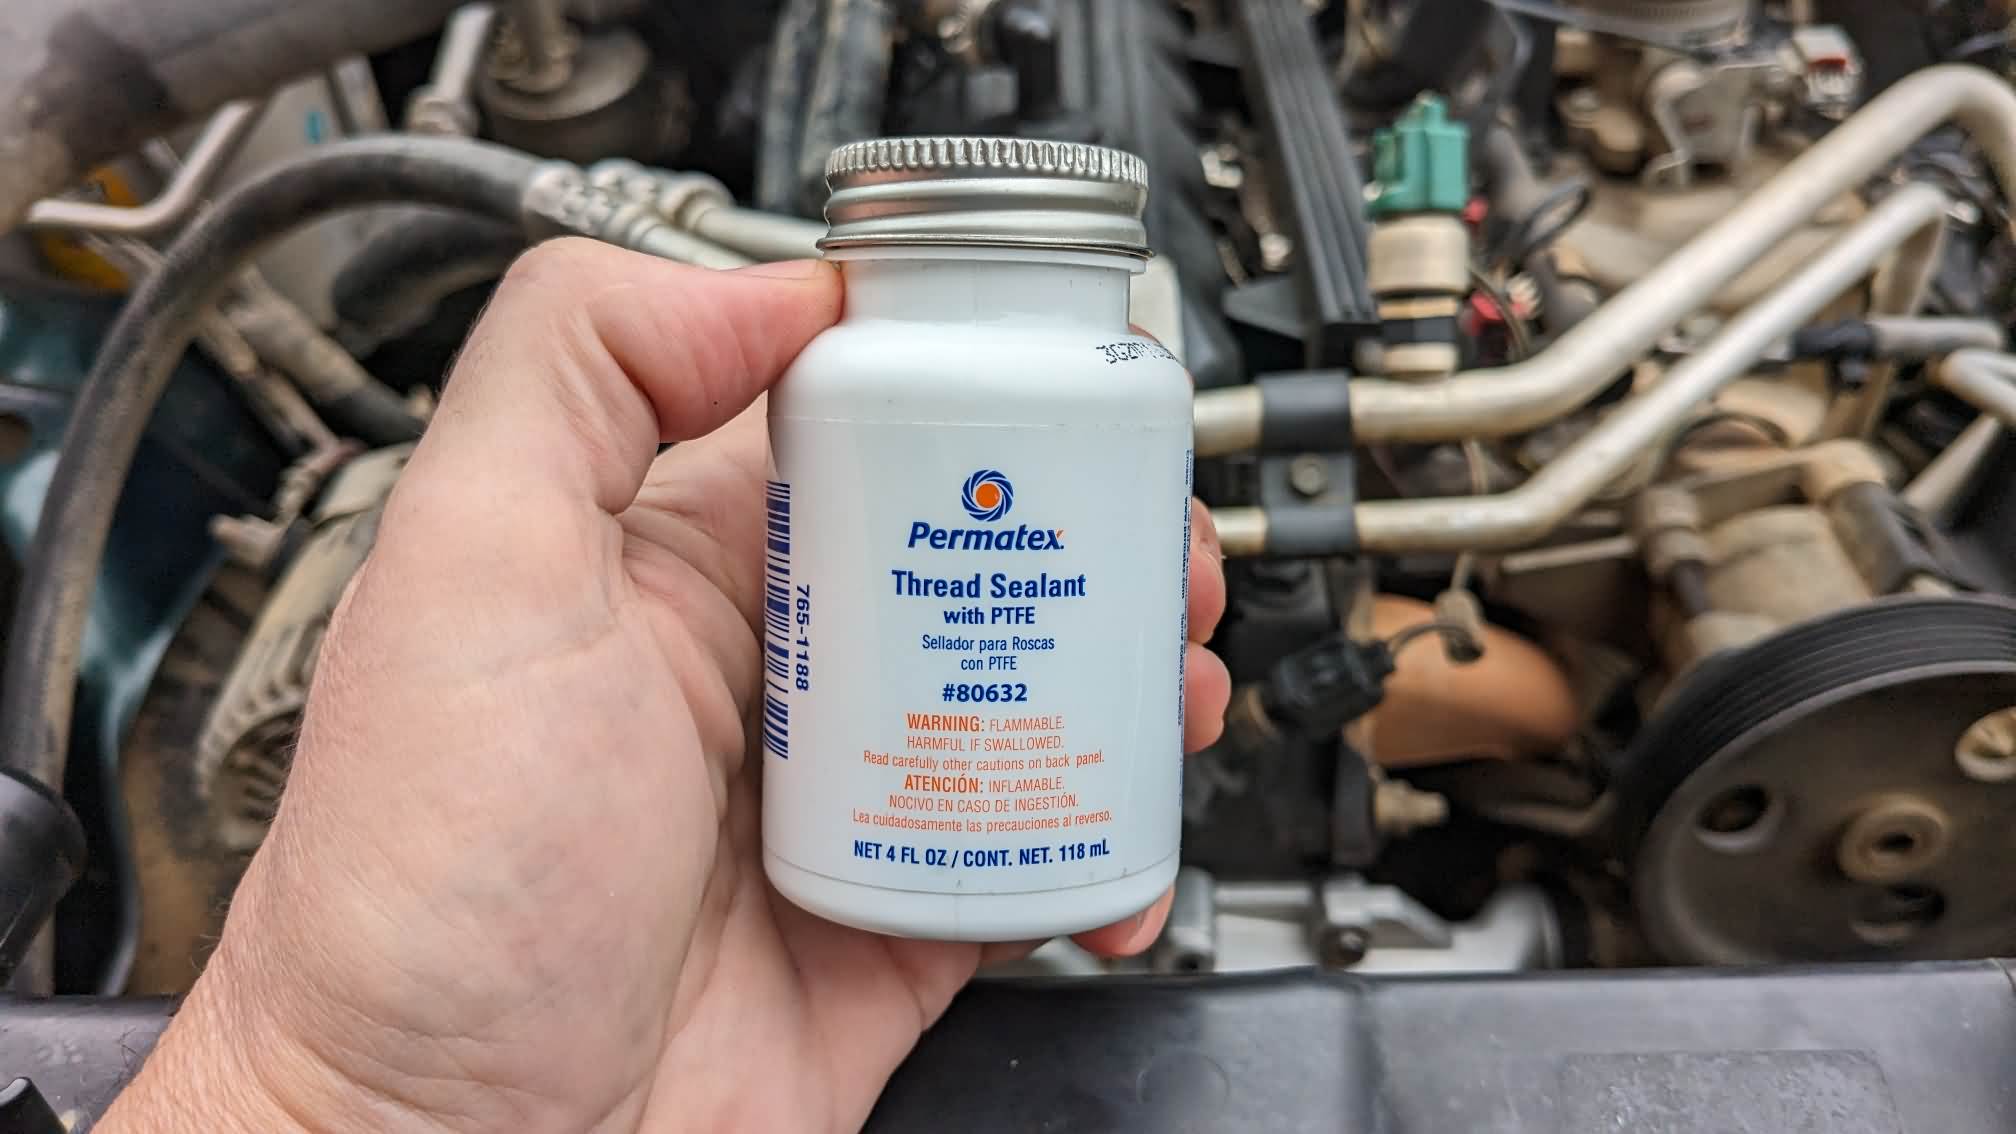 Permatex
Thread Sealant
with PTFE
Sellador para Roscas
con PTFE
#80632
WARNING: FLAMMABLE.
HARMFUL IF SWALLOWED.
Read carefully other cautions on back panel.
ATENCIÓN: INFLAMABLE.
NOCIVO EN CASO DE INGESTIÓN.
Lea cuidadosamente las precauciones al reverso.
NET 4 FL OZ / CONT. NET. 118 mL
765-1188